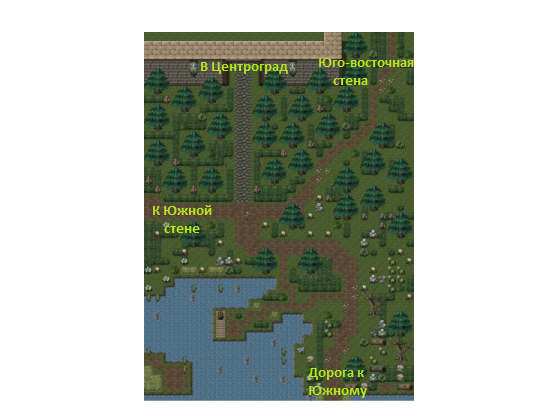 В Центроград
Юго-восточная
стена
К Южной
стене
Дорога к
Южному